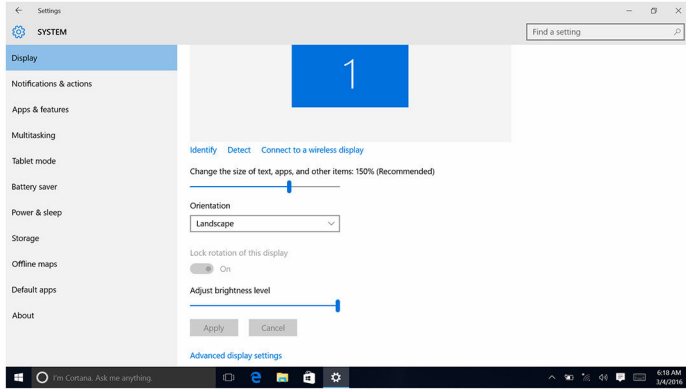 Settings
SYSTEM
Find a setting
Display
Notifications & actions
Apps & features
Multitasking
Tablet mode
Battery saver
Power & sleep
Storage
Offline maps
Default apps
About
1
Identify Detect Connect to a wireless display
Change the size of text, apps, and other items: 150% (Recommended)
Orientation
Landscape
Lock rotation of this display
On
Adjust brightness level
Apply Cancel
Advanced display settings
I'm Cortana. Ask me anything.
6:18 AM
3/4/2016